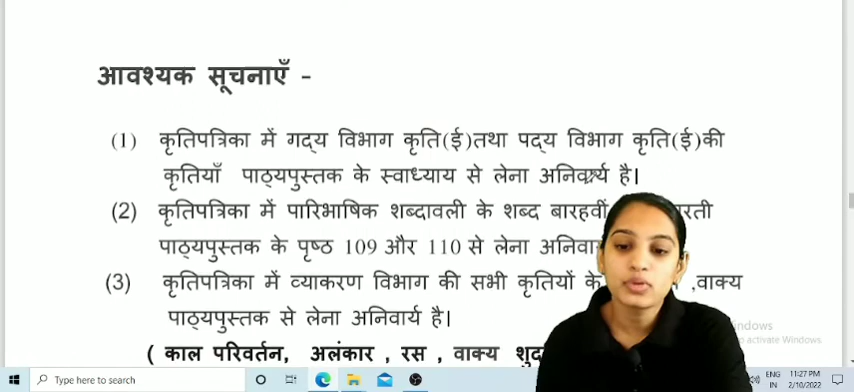 आवश्यक सूचनाएँ -
(1) कृतिपत्रिका में गद्य विभाग कृति(ई)तथा पद्य विभाग कृति(ई)की
कृतियाँ पाठ्यपुस्तक के स्वाध्याय से लेना अनिवार्य है।
(2) कृतिपत्रिका में पारिभाषिक शब्दावली के शब्द बारहवीं
पाठ्यपुस्तक के पृष्ठ 109 और 110 से लेना
(3) कृतिपत्रिका में व्याकरण विभाग की सभी कृतियों के ,वाक्य
पाठ्यपुस्तक से लेना अनिवार्य है।
( काल परिवर्तन, अलंकार , रस , वाक्य
Type here to search
ENG
IN
11:27 PM
2/10/2022